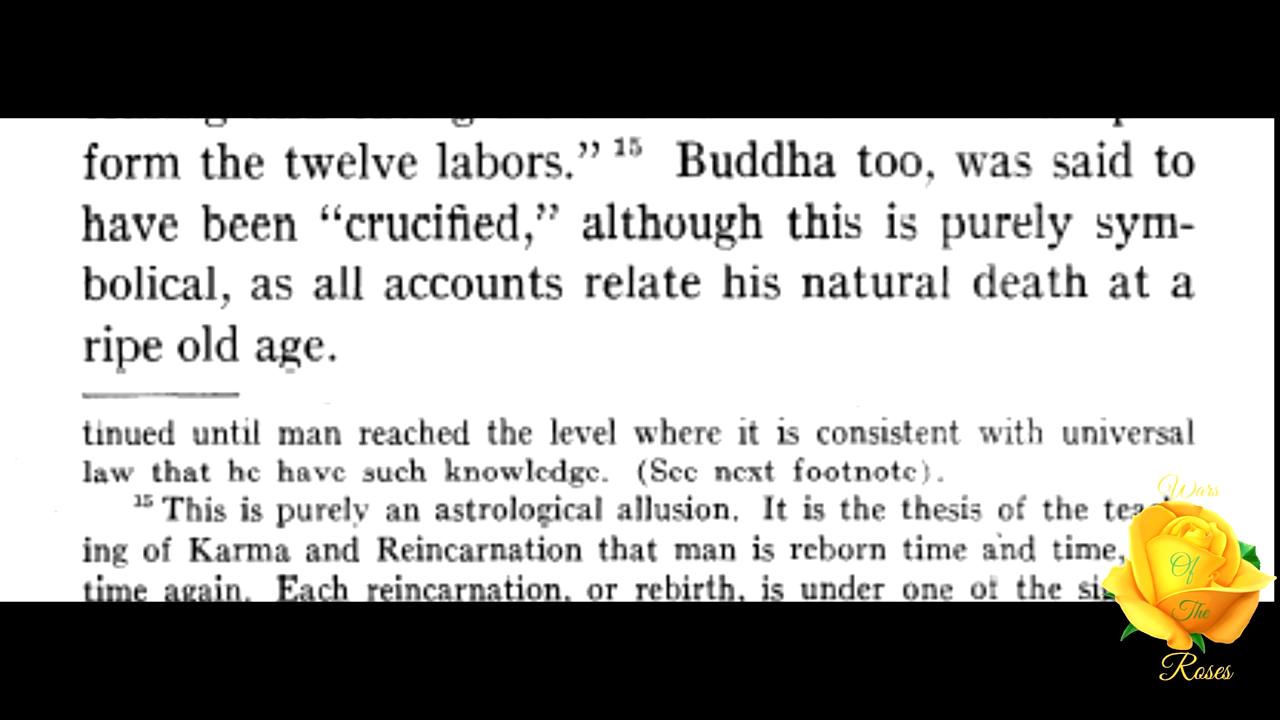 form the twelve labors.” 15 Buddha too, was said to
have been “crucified,” although this is purely sym-
bolical, as all accounts relate his natural death at a
ripe old age.
tinued until man reached the level where it is consistent with universal
law that he have such knowledge. (See next footnote).
15 This is purely an astrological allusion. It is the thesis of the
ing of Karma and Reincarnation that man is reborn time and time,
time again. Each reincarnation, or rebirth, is under one of the
Wars
Of
The
Roses